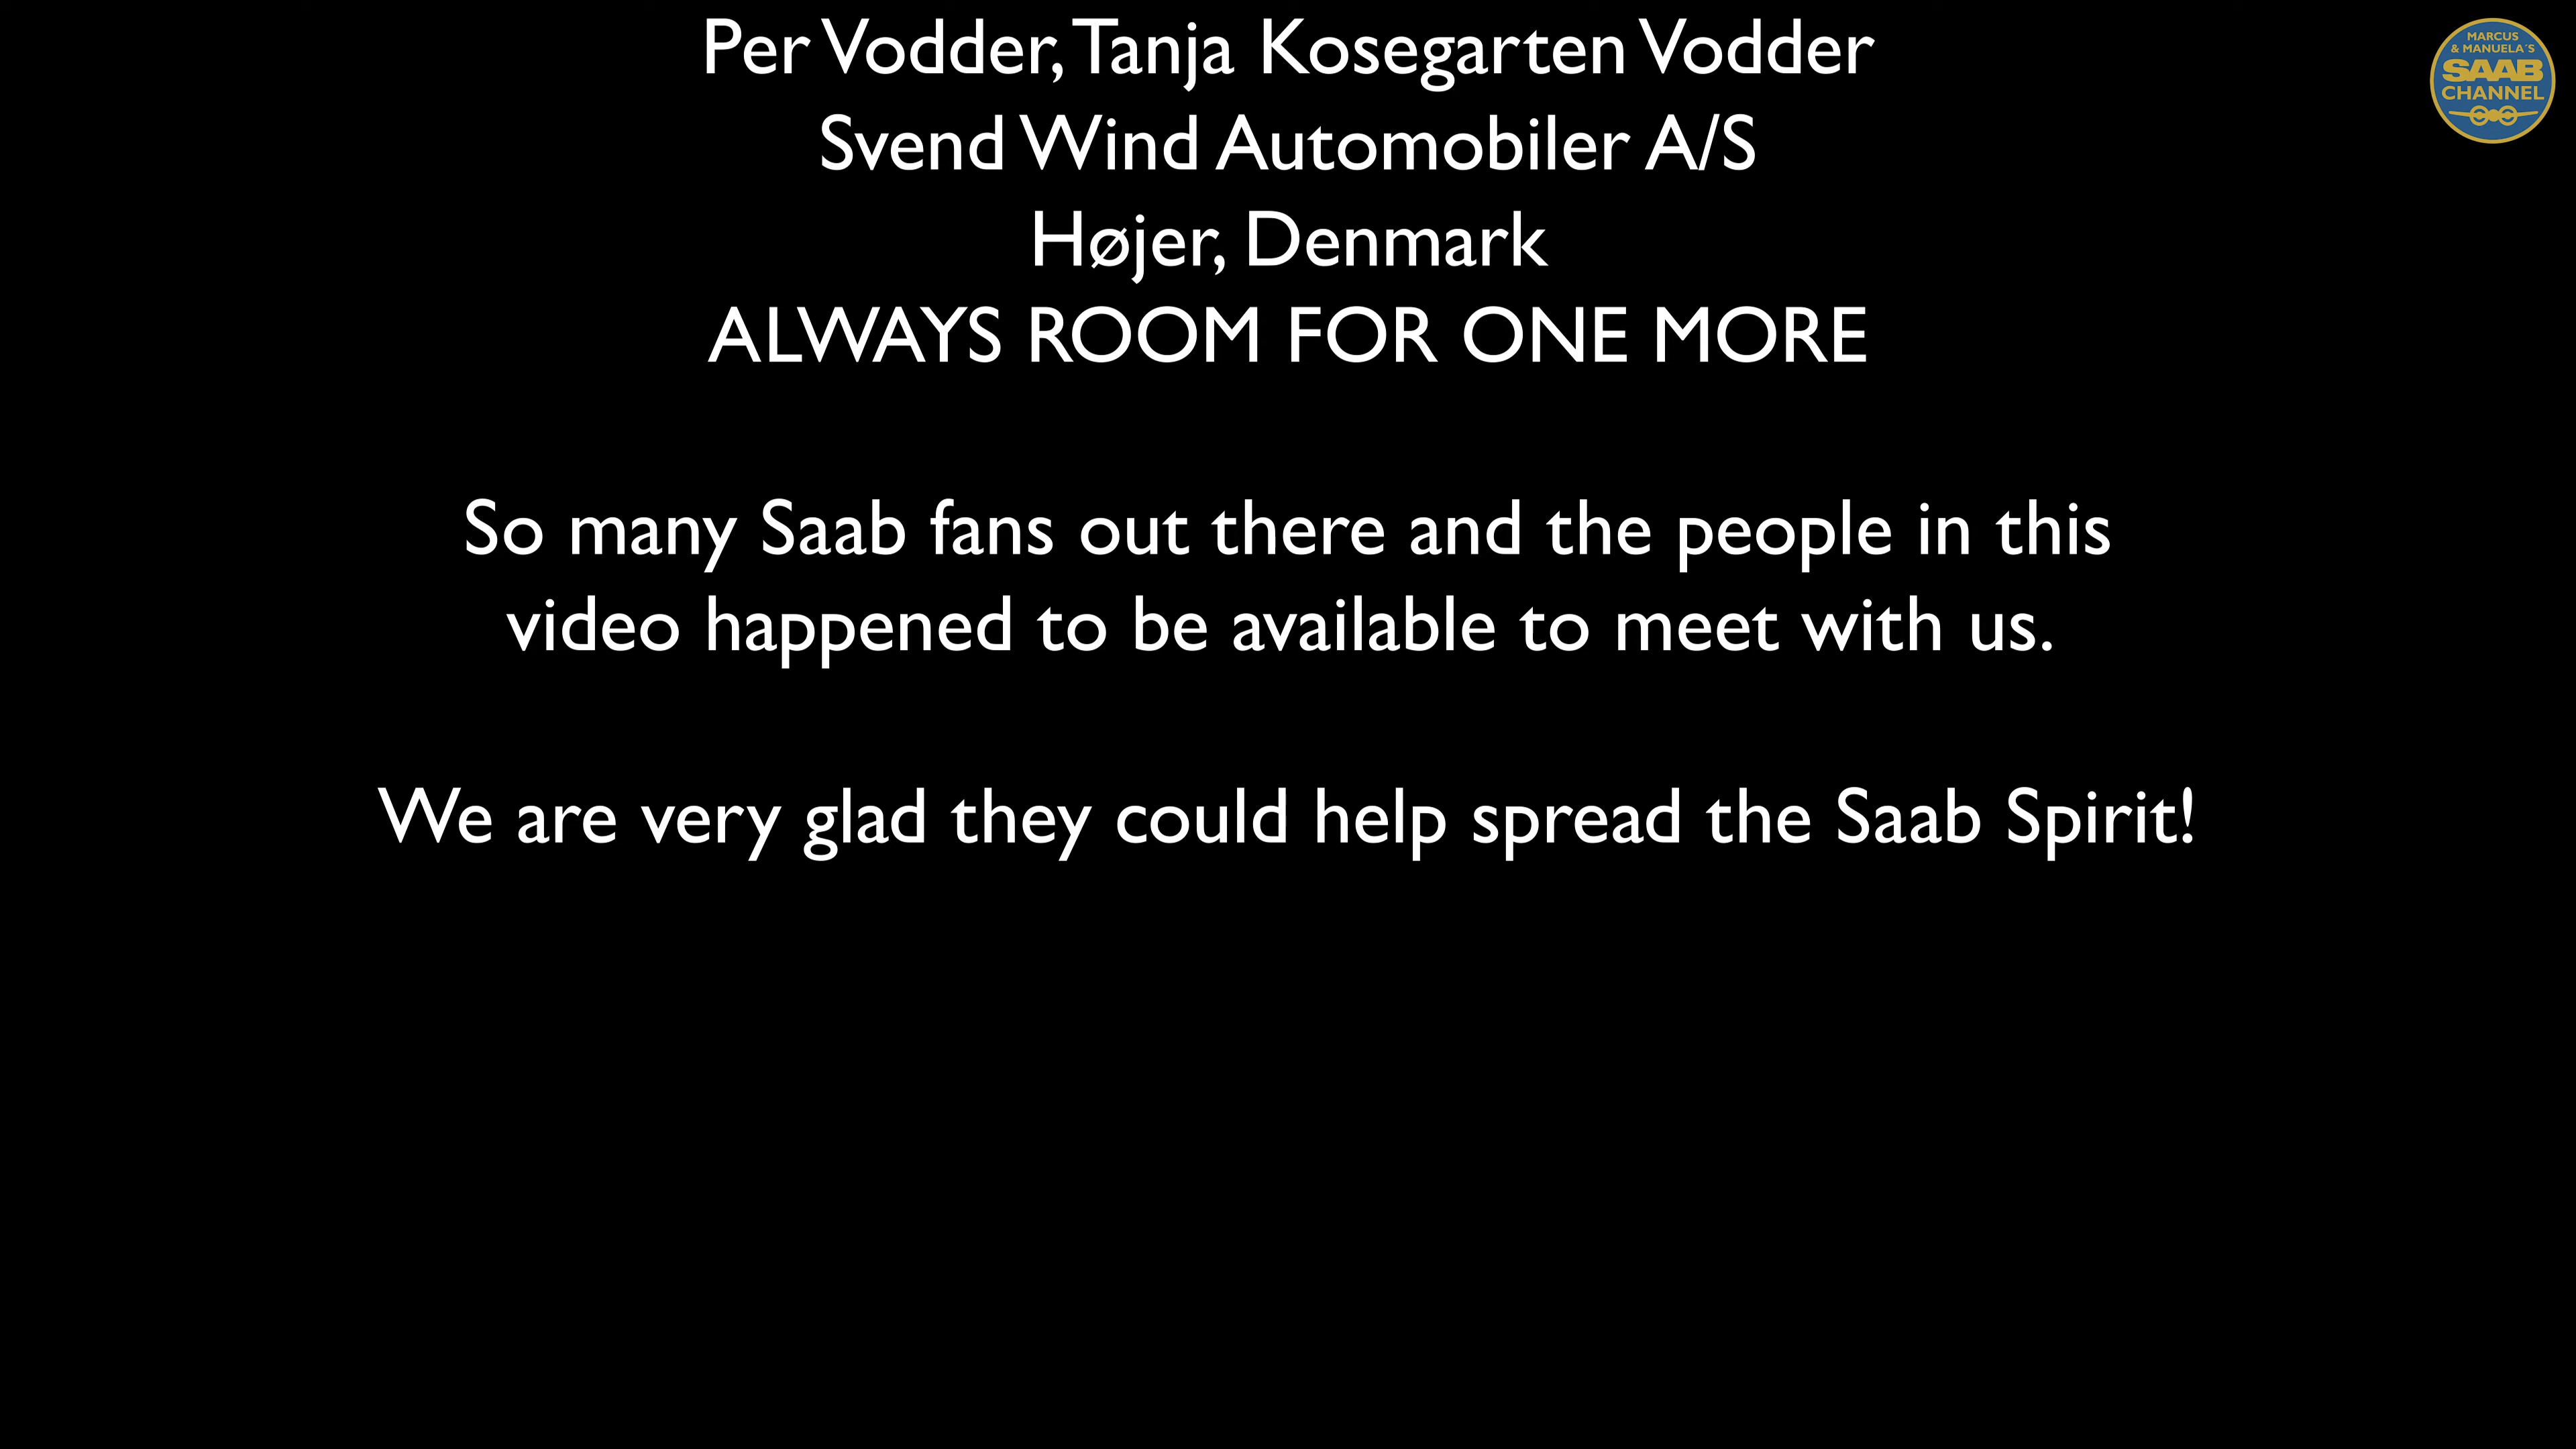 Per Vodder, Tanja Kosegarten Vodder
Svend Wind Automobiler A/S
Højer, Denmark
ALWAYS ROOM FOR ONE MORE
So many Saab fans out there and the people in this
video happened to be available to meet with us.
We are very glad they could help spread the Saab Spirit!
MARCUS
& MANUELA´S
SAAB
CHANNEL